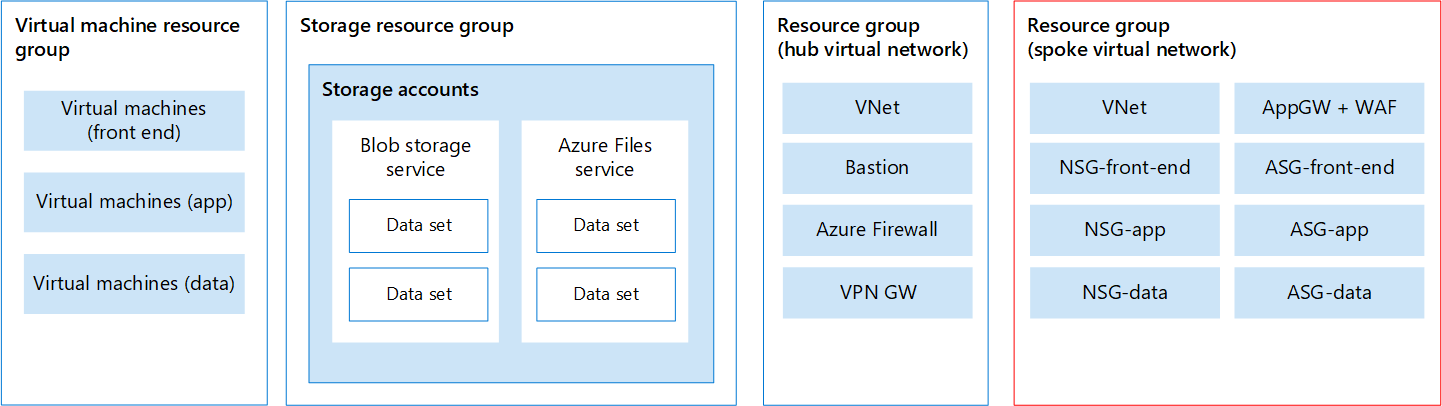 Virtual machine resource
group
Virtual machines
(front end)
Virtual machines (app)
Virtual machines (data)
Storage resource group
Storage accounts
Blob storage
service
Data set
Data set
Azure Files
service
Data set
Data set
Resource group
(hub virtual network)
VNet
Bastion
Azure Firewall
VPN GW
Resource group
(spoke virtual network)
VNet
AppGW + WAF
NSG-front-end
ASG-front-end
NSG-app
ASG-app
NSG-data
ASG-data